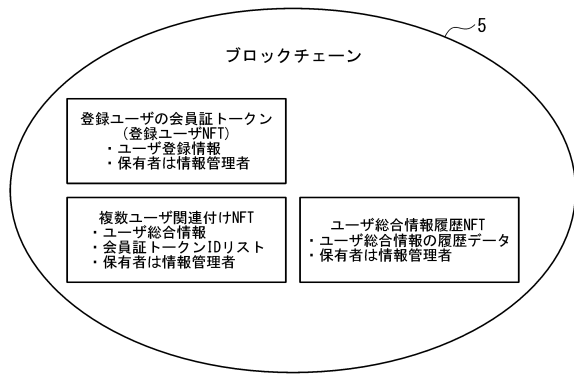 5
ブロックチェーン
登録ユーザの会員証トークン
(登録ユーザNFT)
・ユーザ登録情報
・保有者は情報管理者
複数ユーザ関連付けNFT
・ユーザ総合情報
・会員証トークンIDリスト
・保有者は情報管理者
ユーザ総合情報履歴NFT
・ユーザ総合情報の履歴データ
・保有者は情報管理者